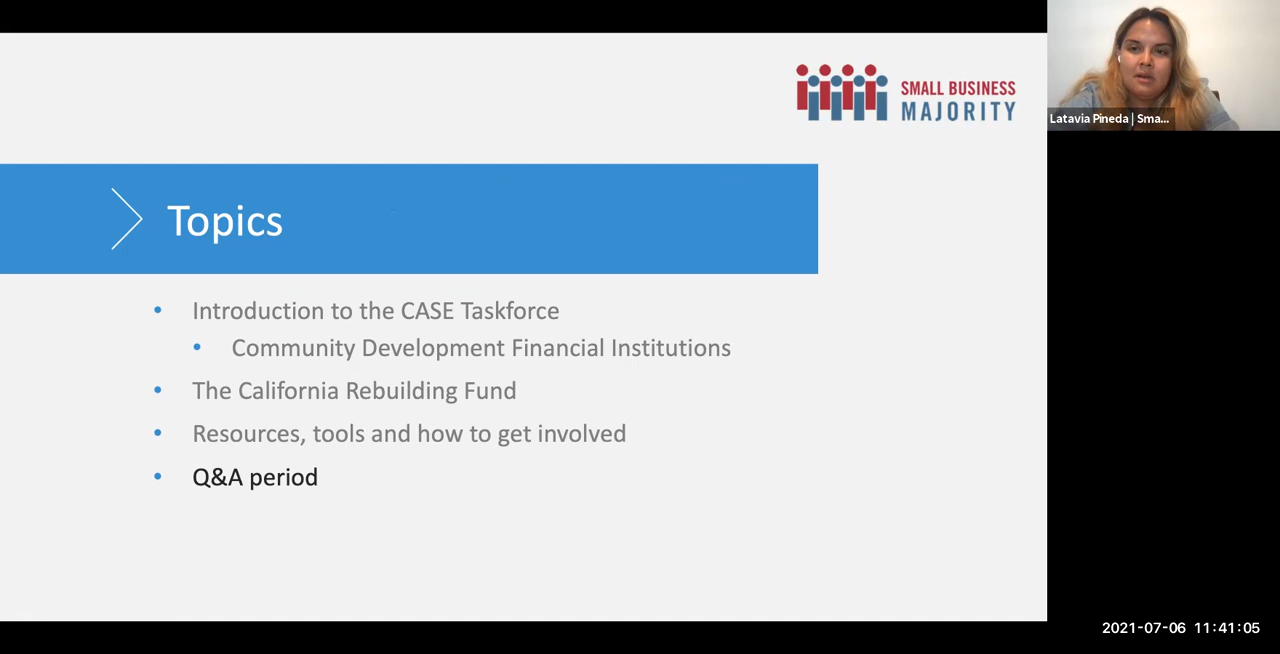 SMALL BUSINESS
MAJORITY
Latavia Pineda | Sma...
Topics
• Introduction to the CASE Taskforce
• Community Development Financial Institutions
• The California Rebuilding Fund
• Resources, tools and how to get involved
• Q&A period
2021-07-06 11:41:05